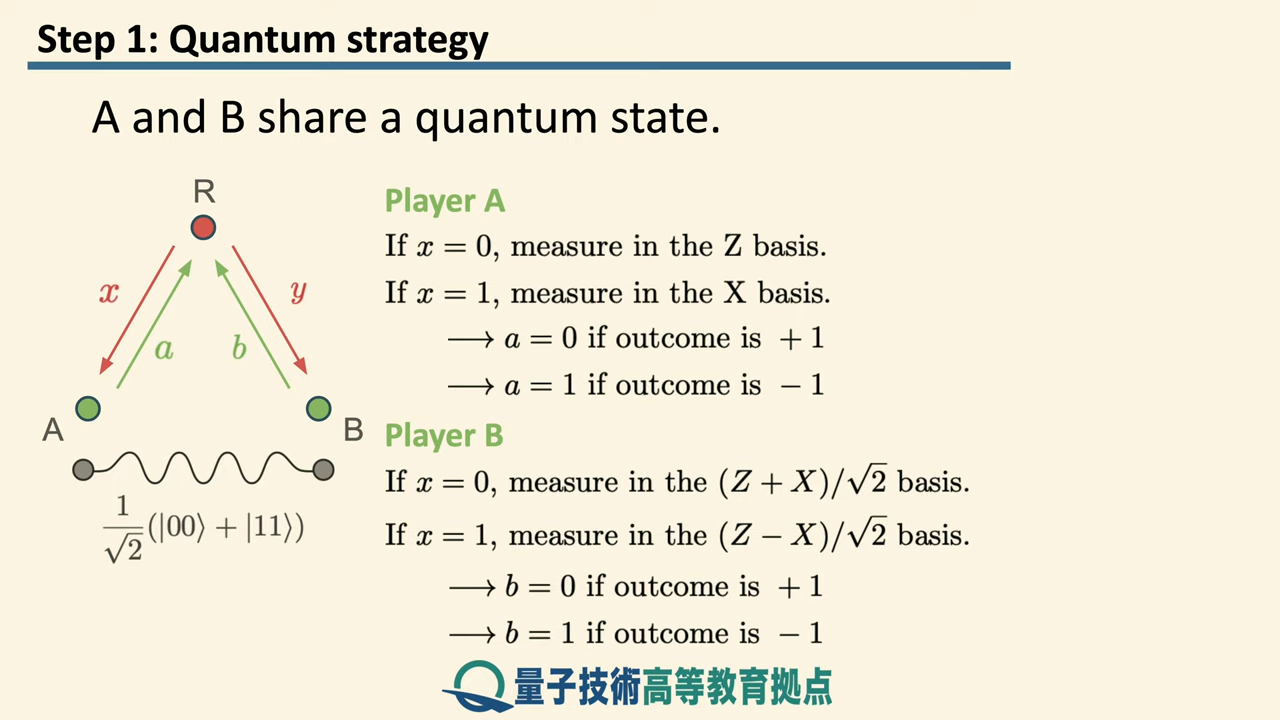 Step 1: Quantum strategy
A and B share a quantum state.
R
x
y
a
b
A
B
1/√2 (|00⟩ + |11⟩)
Player A
If x = 0, measure in the Z basis.
If x = 1, measure in the X basis.
⟶ a = 0 if outcome is + 1
⟶ a = 1 if outcome is − 1
Player B
If x = 0, measure in the (Z + X)/√2 basis.
If x = 1, measure in the (Z − X)/√2 basis.
⟶ b = 0 if outcome is + 1
⟶ b = 1 if outcome is − 1
量子技術高等教育拠点